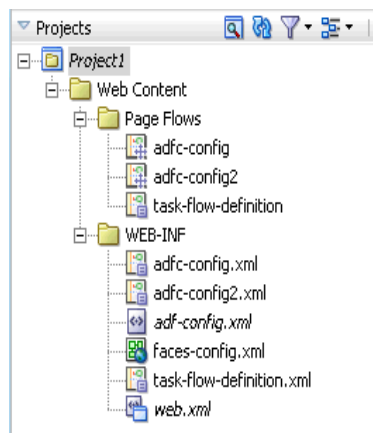 Projects
Project1
Web Content
Page Flows
adfc-config
adfc-config2
task-flow-definition
WEB-INF
adfc-config.xml
adfc-config2.xml
adf-config.xml
faces-config.xml
task-flow-definition.xml
web.xml